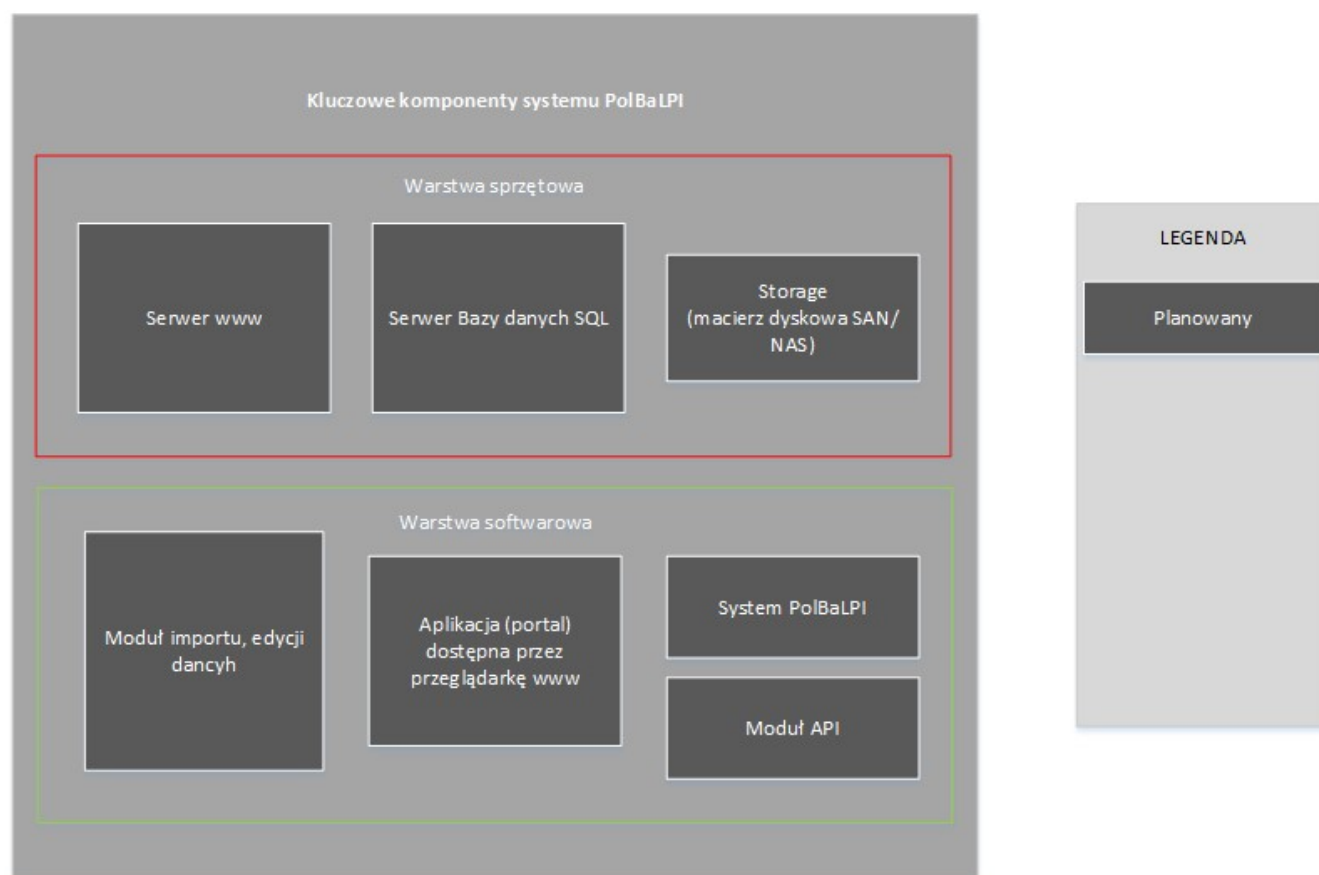 Kluczowe komponenty systemu PolBaLPI
Warstwa sprzętowa
Serwer www
Serwer Bazy danych SQL
Storage
(macierz dyskowa SAN/
NAS)
Warstwa softwarowa
Moduł importu, edycji
dancyh
Aplikacja (portal)
dostępna przez
przeglądarkę www
System PolBaLPI
Moduł API
LEGENDA
Planowany